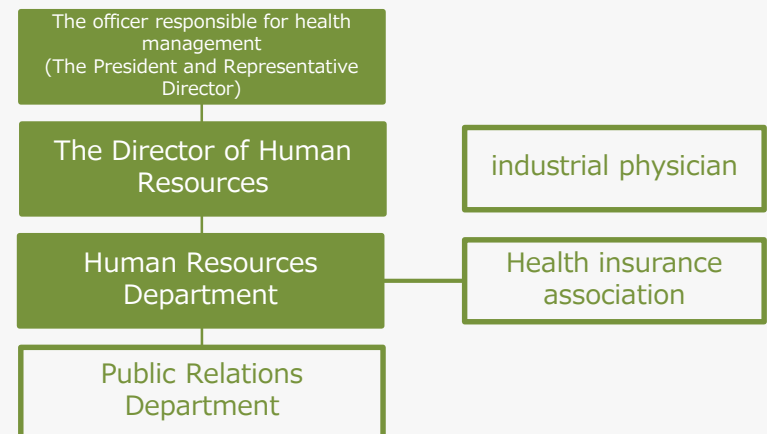 The officer responsible for health
management
(The President and Representative
Director)
The Director of Human
Resources
industrial physician
Human Resources
Department
Health insurance
association
Public Relations
Department